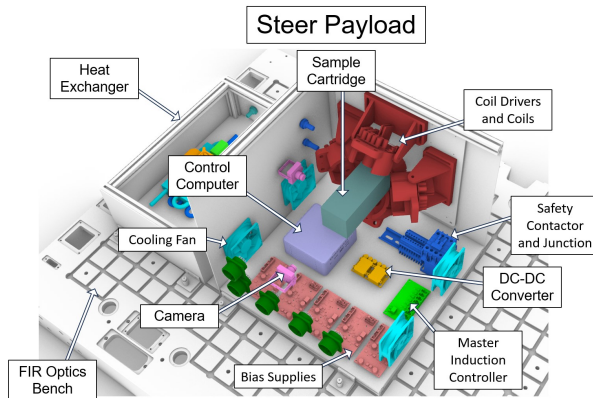 Steer Payload
Sample
Cartridge
Heat
Exchanger
Coil Drivers
and Coils
Control
Computer
Cooling Fan
Safety
Contactor
and Junction
DC-DC
Converter
Camera
Master
Induction
Controller
FIR Optics
Bench
Bias Supplies